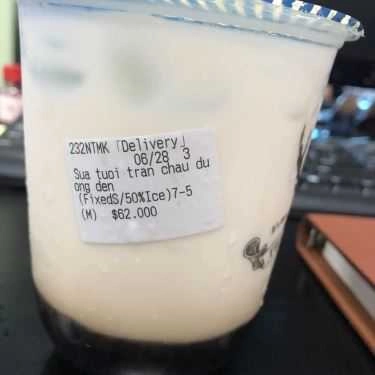 232NTMK「Delivery」
06/28 3
Sua tuoi tran chau du
ong den
(FixedS/50%Ice)7-5
(M) $62.000